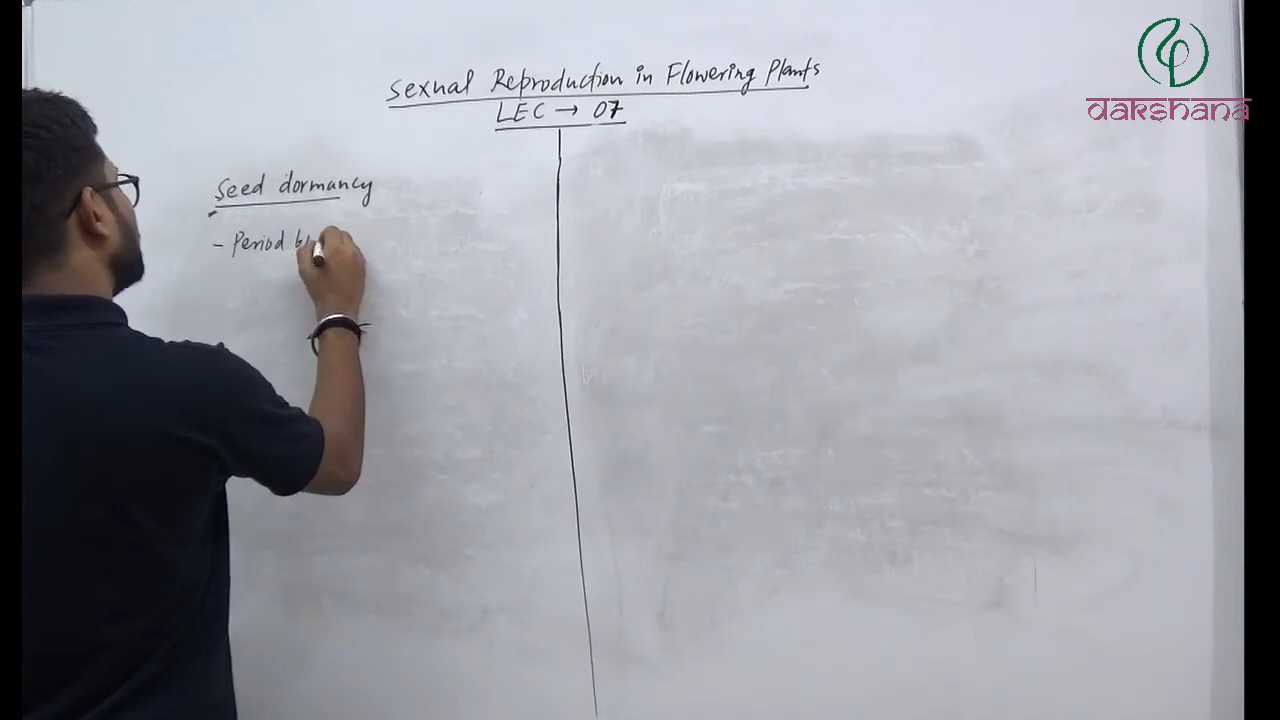 Sexual Reproduction in Flowering Plants
LEC → 07
dakshana
Seed dormancy
- Period